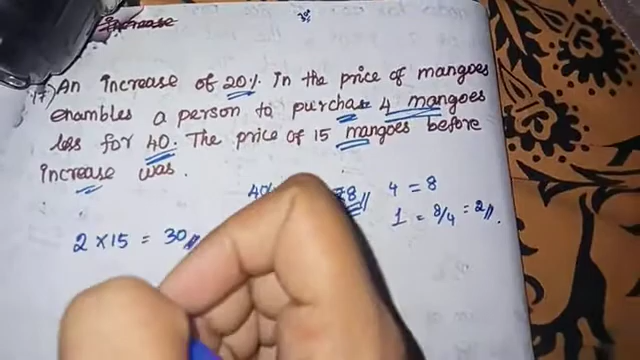 Increase
17) An increase of 20%. in the price of mangoes
enambles a person to purchase 4 mangoes
less for 40. The price of 15 mangoes before
increase was.
4 = 8
1 = 8/4 = 2//.
2 × 15 = 30//